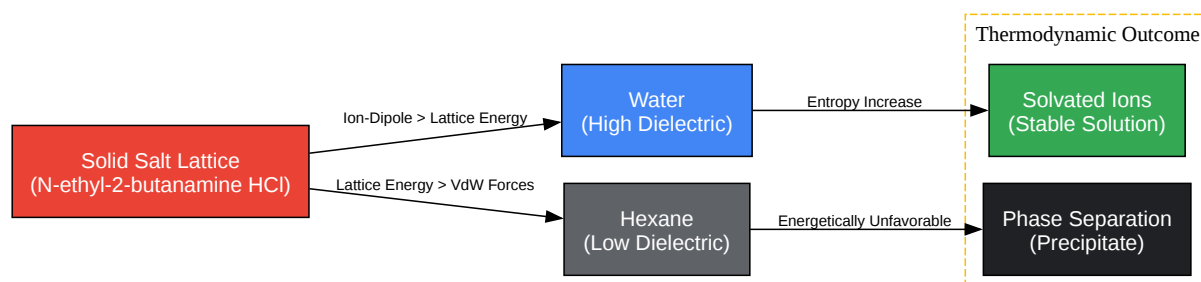 Thermodynamic Outcome
Solid Salt Lattice
(N-ethyl-2-butanamine HCl)
Ion-Dipole > Lattice Energy
Water
(High Dielectric)
Entropy Increase
Solvated Ions
(Stable Solution)
Lattice Energy > VdW Forces
Hexane
(Low Dielectric)
Energetically Unfavorable
Phase Separation
(Precipitate)